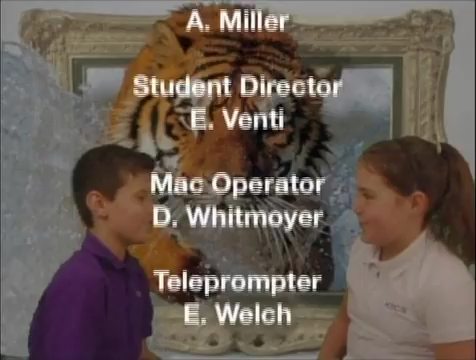 A. Miller
Student Director
E. Venti
Mac Operator
D. Whitmoyer
Teleprompter
E. Welch